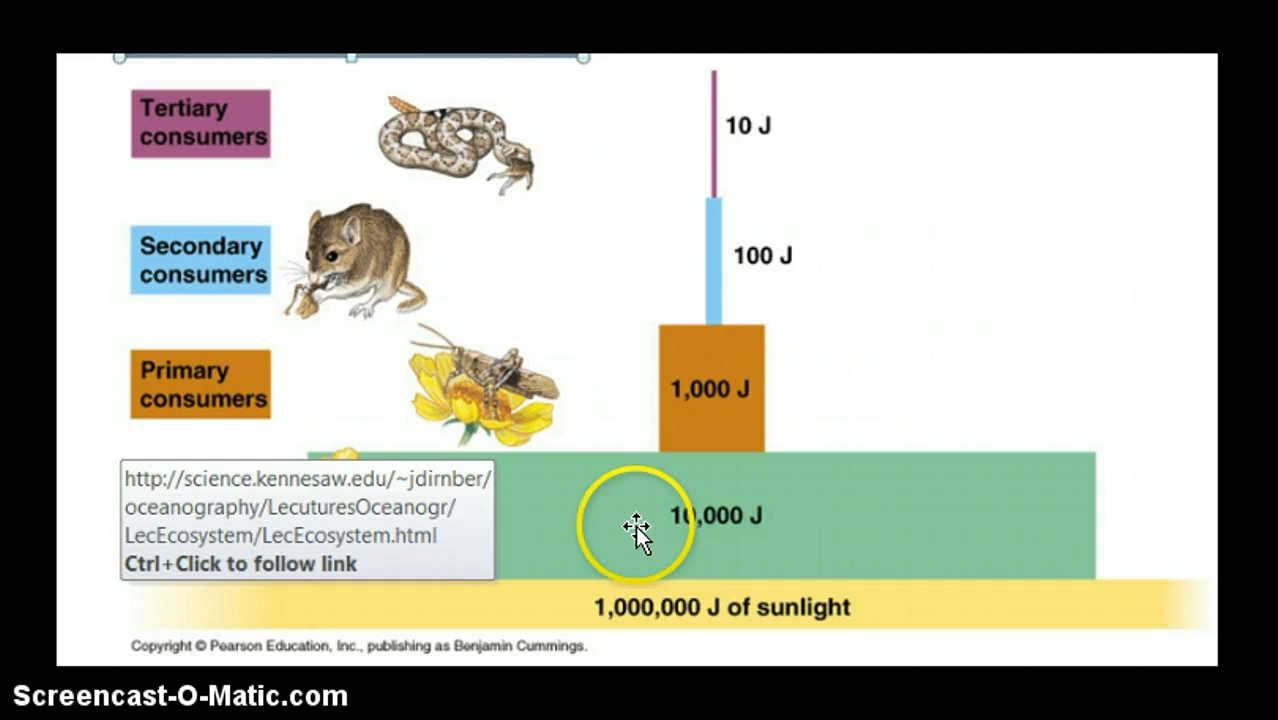 Tertiary
consumers
10 J
Secondary
consumers
100 J
Primary
consumers
1,000 J
http://science.kennesaw.edu/~jdirnber/
oceanography/LecuturesOceanogr/
LecEcosystem/LecEcosystem.html
Ctrl+Click to follow link
10,000 J
1,000,000 J of sunlight
Copyright © Pearson Education, Inc., publishing as Benjamin Cummings.
Screencast-O-Matic.com